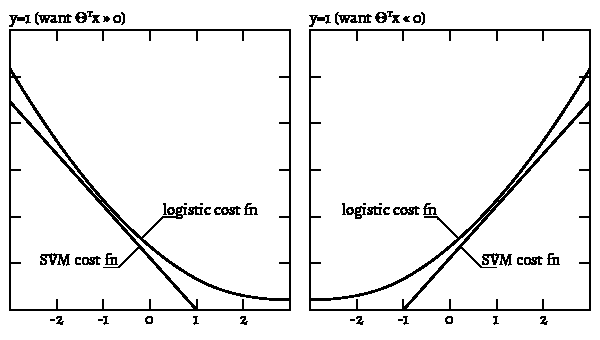 y=1 (want Θᵀx » 0)
logistic cost fn
SVM cost fn
-2 -1 0 1 2
y=1 (want Θᵀx « 0)
logistic cost fn
SVM cost fn
-2 -1 0 1 2